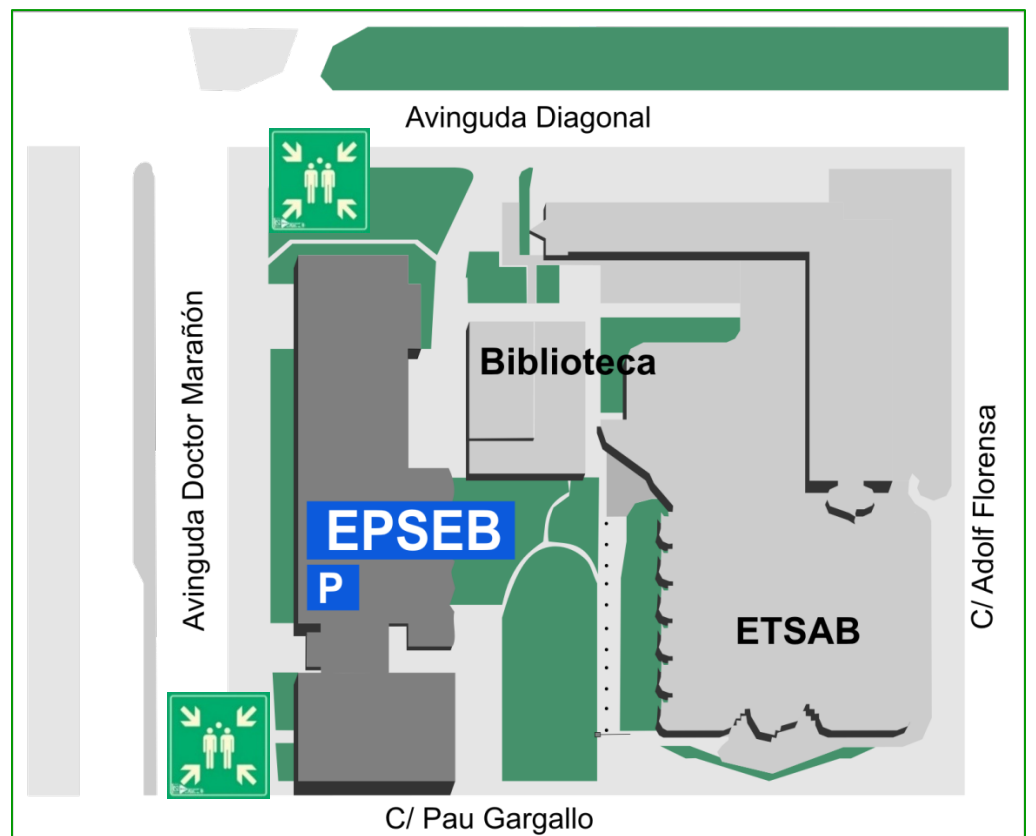 Avinguda Diagonal
Avinguda Doctor Marañón
Biblioteca
C/ Adolf Florensa
EPSEB
P
ETSAB
C/ Pau Gargallo